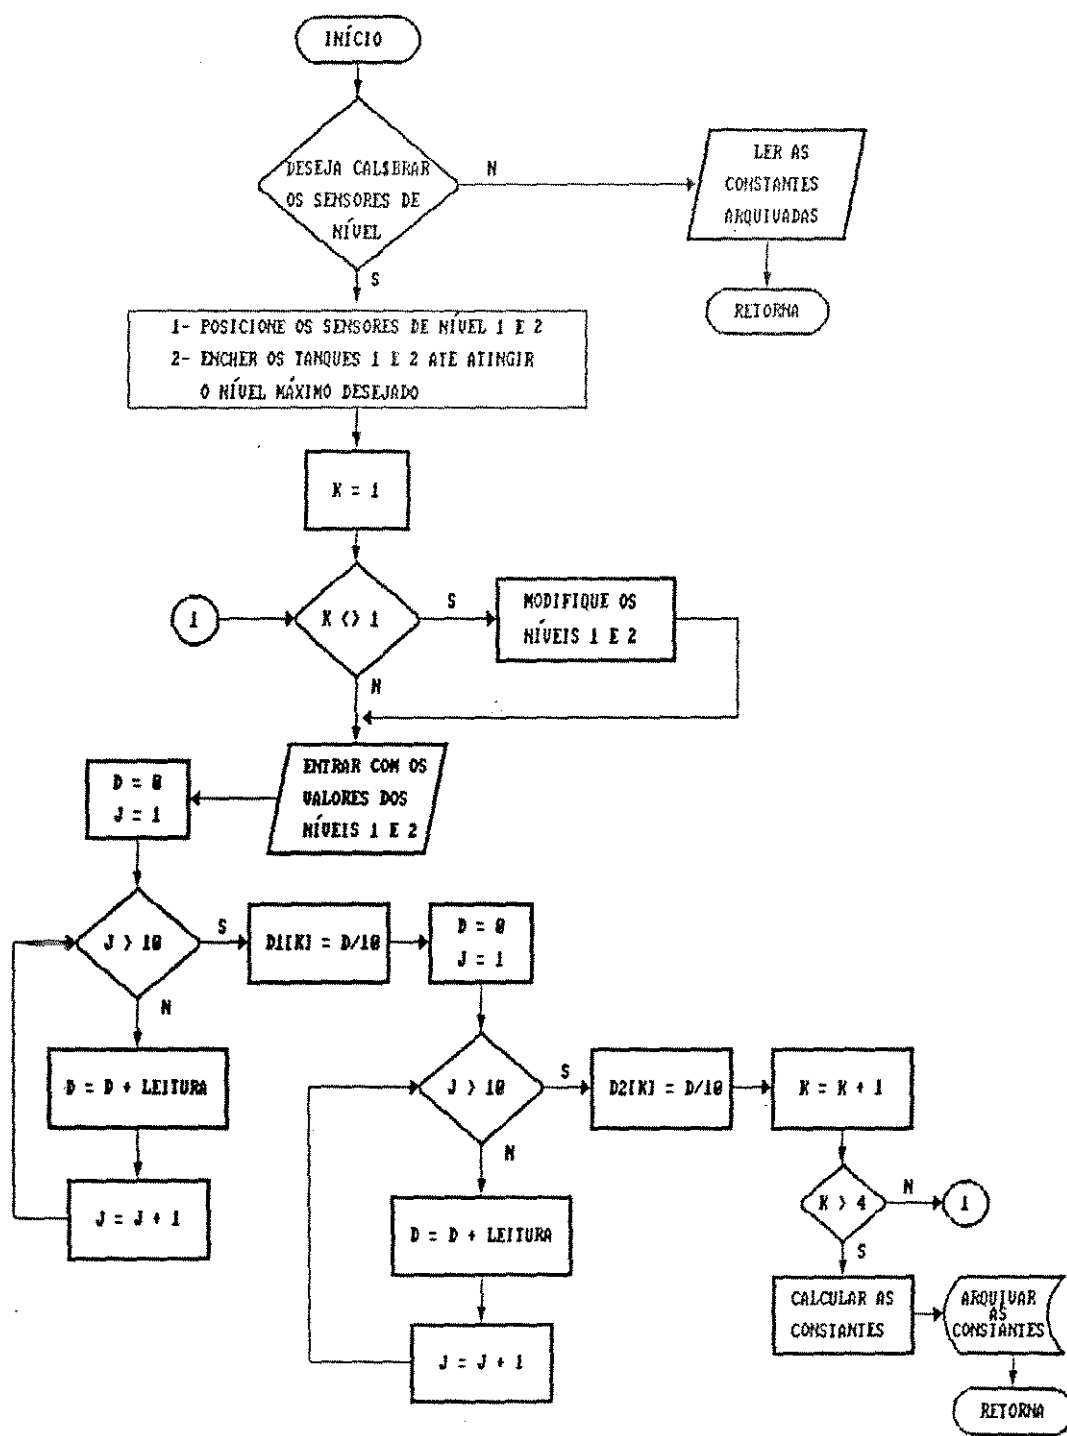 INÍCIO
DESEJA CAL$BRAR
OS SENSORES DE
NÍVEL
N
LER AS
CONSTANTES
ARQUIVADAS
S
RETORNA
1- POSICIONE OS SENSORES DE NÍVEL 1 E 2
2- ENCHER OS TANQUES 1 E 2 ATÉ ATINGIR
O NÍVEL MÁXIMO DESEJADO
K = 1
1
K <> 1
S
MODIFIQUE OS
NÍVEIS 1 E 2
N
ENTRAR COM OS
VALORES DOS
NÍVEIS 1 E 2
D = 0
J = 1
J > 10
S
D1[K] = D/10
D = 0
J = 1
N
D = D + LEITURA
J = J + 1
J > 10
S
D2[K] = D/10
K = K + 1
N
D = D + LEITURA
J = J + 1
K > 4
N
1
S
CALCULAR AS
CONSTANTES
ARQUIVAR
AS
CONSTANTES
RETORNA